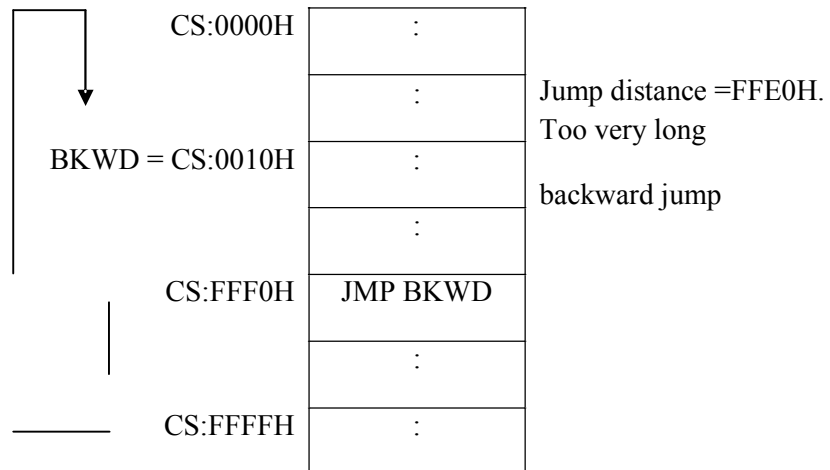 CS:0000H :
: Jump distance =FFE0H.
Too very long
BKWD = CS:0010H :
backward jump
:
CS:FFF0H JMP BKWD
:
CS:FFFFH :